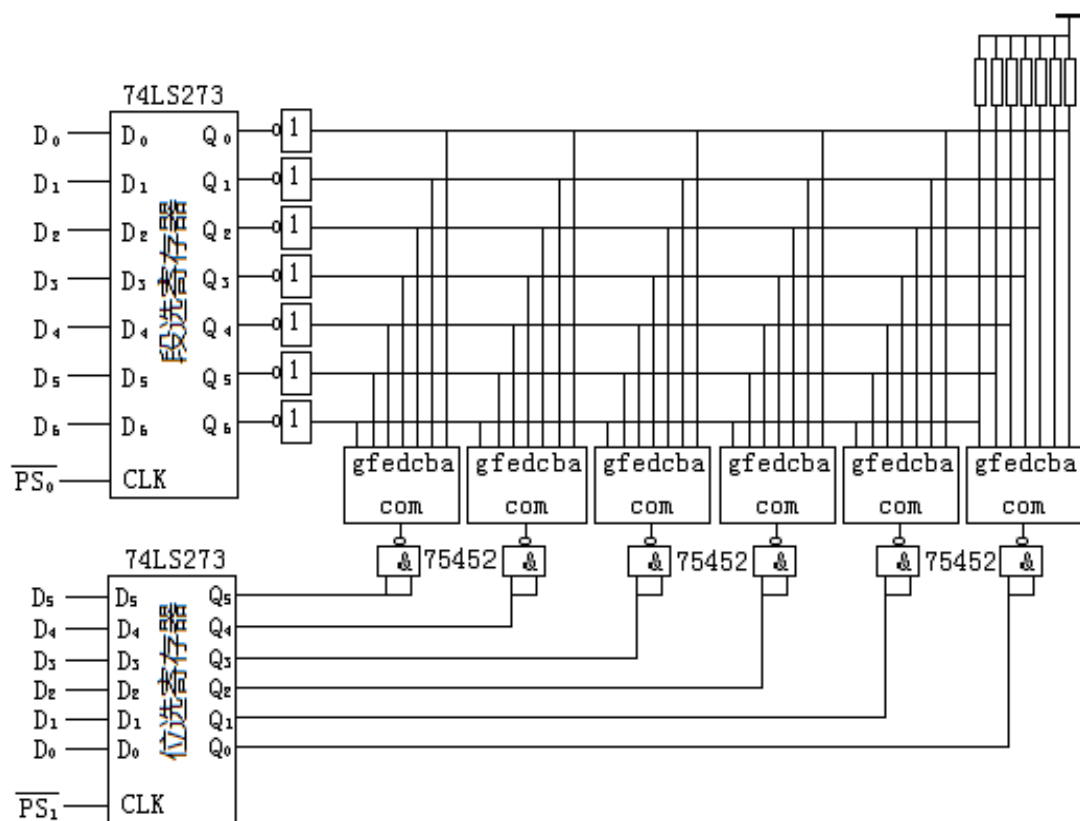 74LS273
D₀ D₀ Q₀ 1
D₁ D₁ Q₁ 1
D₂ D₂ Q₂ 1
D₃ D₃ Q₃ 1
D₄ D₄ Q₄ 1
D₅ D₅ Q₅ 1
D₆ D₆ Q₆ 1
段选寄存器
P̅S̅₀̅ CLK
gfedcba gfedcba gfedcba gfedcba gfedcba gfedcba
com com com com com com
& 75452 & & 75452 & & 75452 &
74LS273
D₅ D₅ Q₅
D₄ D₄ Q₄
D₃ D₃ Q₃
D₂ D₂ Q₂
D₁ D₁ Q₁
D₀ D₀ Q₀
位选寄存器
P̅S̅₁̅ CLK